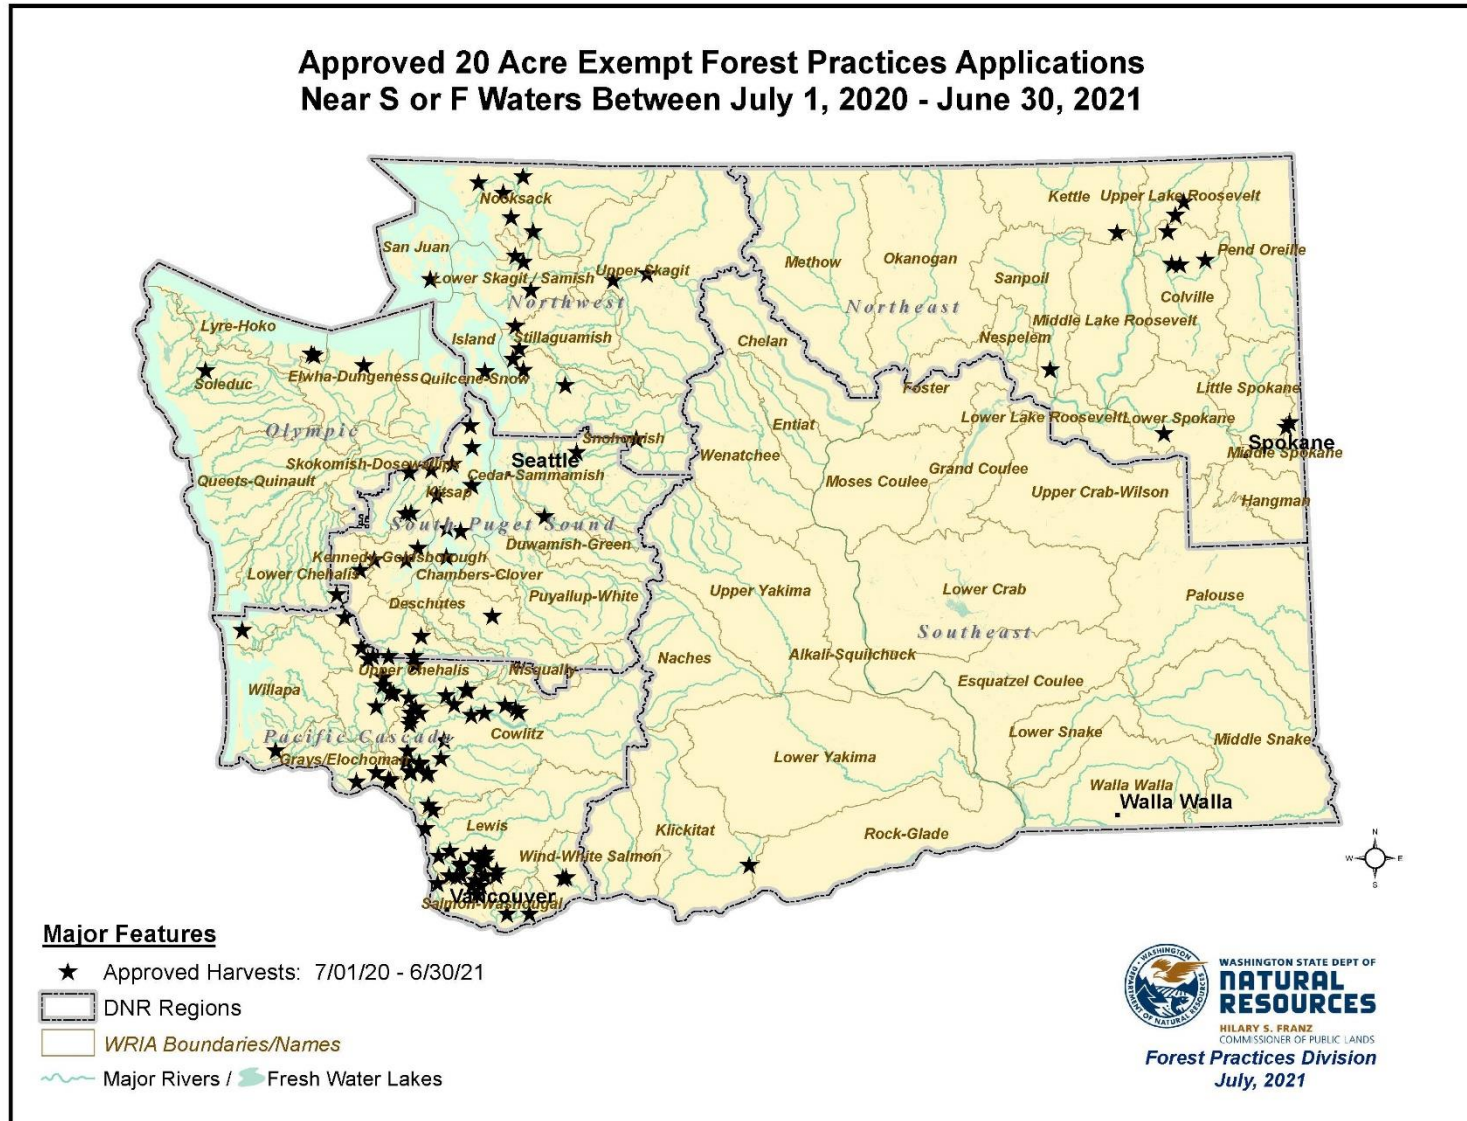 Approved 20 Acre Exempt Forest Practices Applications
Near S or F Waters Between July 1, 2020 - June 30, 2021
Nooksack
Kettle
Upper Lake Roosevelt
San Juan
Pend Oreille
Methow
Okanogan
Lower Skagit / Samish
Upper Skagit
Sanpoil
Northwest
Northeast
Colville
Lyre-Hoko
Middle Lake Roosevelt
Island
Stillaguamish
Chelan
Nespelem
Soleduc
Elwha-Dungeness
Quilcene-Snow
Foster
Little Spokane
Lower Lake Roosevelt
Lower Spokane
Entiat
Olympic
Snohomish
Spokane
Wenatchee
Middle Spokane
Seattle
Skokomish-Dosewallips
Cedar-Sammamish
Grand Coulee
Queets-Quinault
Moses Coulee
Kitsap
Upper Crab-Wilson
Hangman
South Puget Sound
Duwamish-Green
Kennedy-Goldsborough
Lower Chehalis
Chambers-Clover
Puyallup-White
Upper Yakima
Lower Crab
Palouse
Deschutes
Southeast
Naches
Alkali-Squilchuck
Upper Chehalis
Nisqually
Esquatzel Coulee
Willapa
Pacific Cascade
Cowlitz
Lower Snake
Middle Snake
Grays/Elochoman
Lower Yakima
Walla Walla
Walla Walla
Lewis
Klickitat
Rock-Glade
Wind-White Salmon
Vancouver
Salmon-Washougal
N
W
E
S
Major Features
Approved Harvests: 7/01/20 - 6/30/21
DNR Regions
WRIA Boundaries/Names
Major Rivers / Fresh Water Lakes
WASHINGTON
DEPARTMENT OF NATURAL RESOURCES
WASHINGTON STATE DEPT OF
NATURAL
RESOURCES
HILARY S. FRANZ
COMMISSIONER OF PUBLIC LANDS
Forest Practices Division
July, 2021